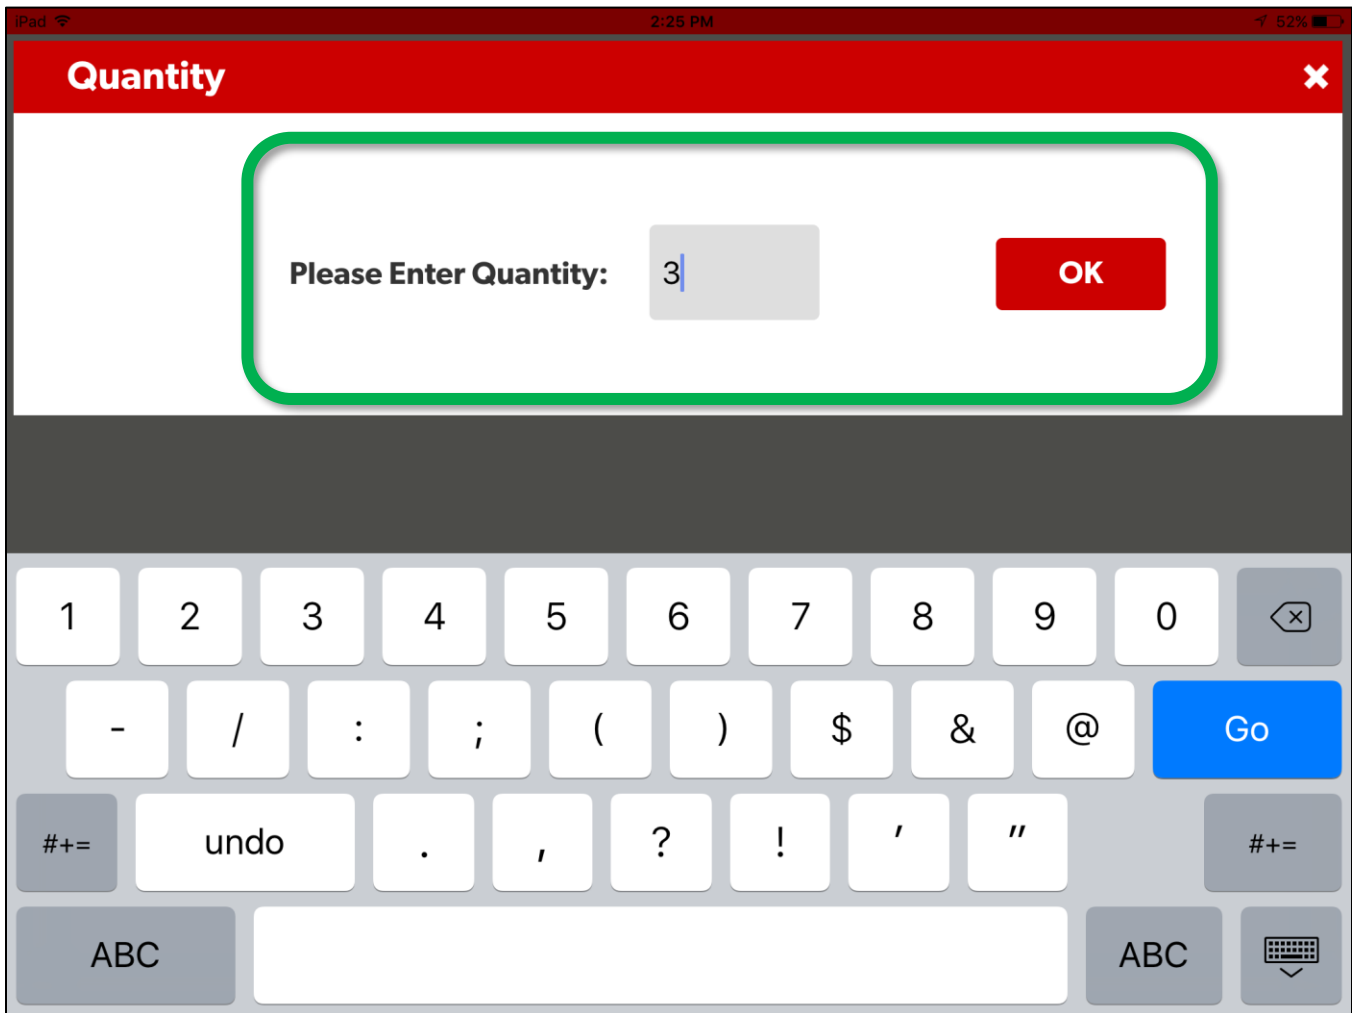 iPad 2:25 PM 52%
Quantity
Please Enter Quantity: 3 OK
1 2 3 4 5 6 7 8 9 0
- / : ; ( ) $ & @ Go
#+= undo . , ? ! ' " #+=
ABC ABC